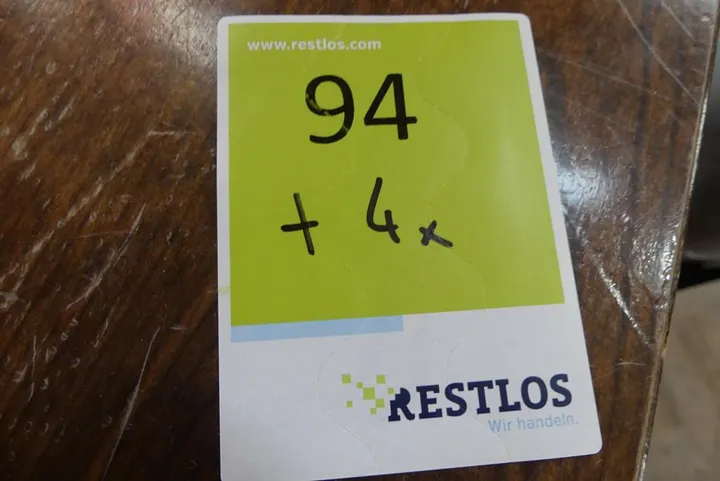 www.restlos.com
94
+ 4x
RESTLOS
Wir handeln.